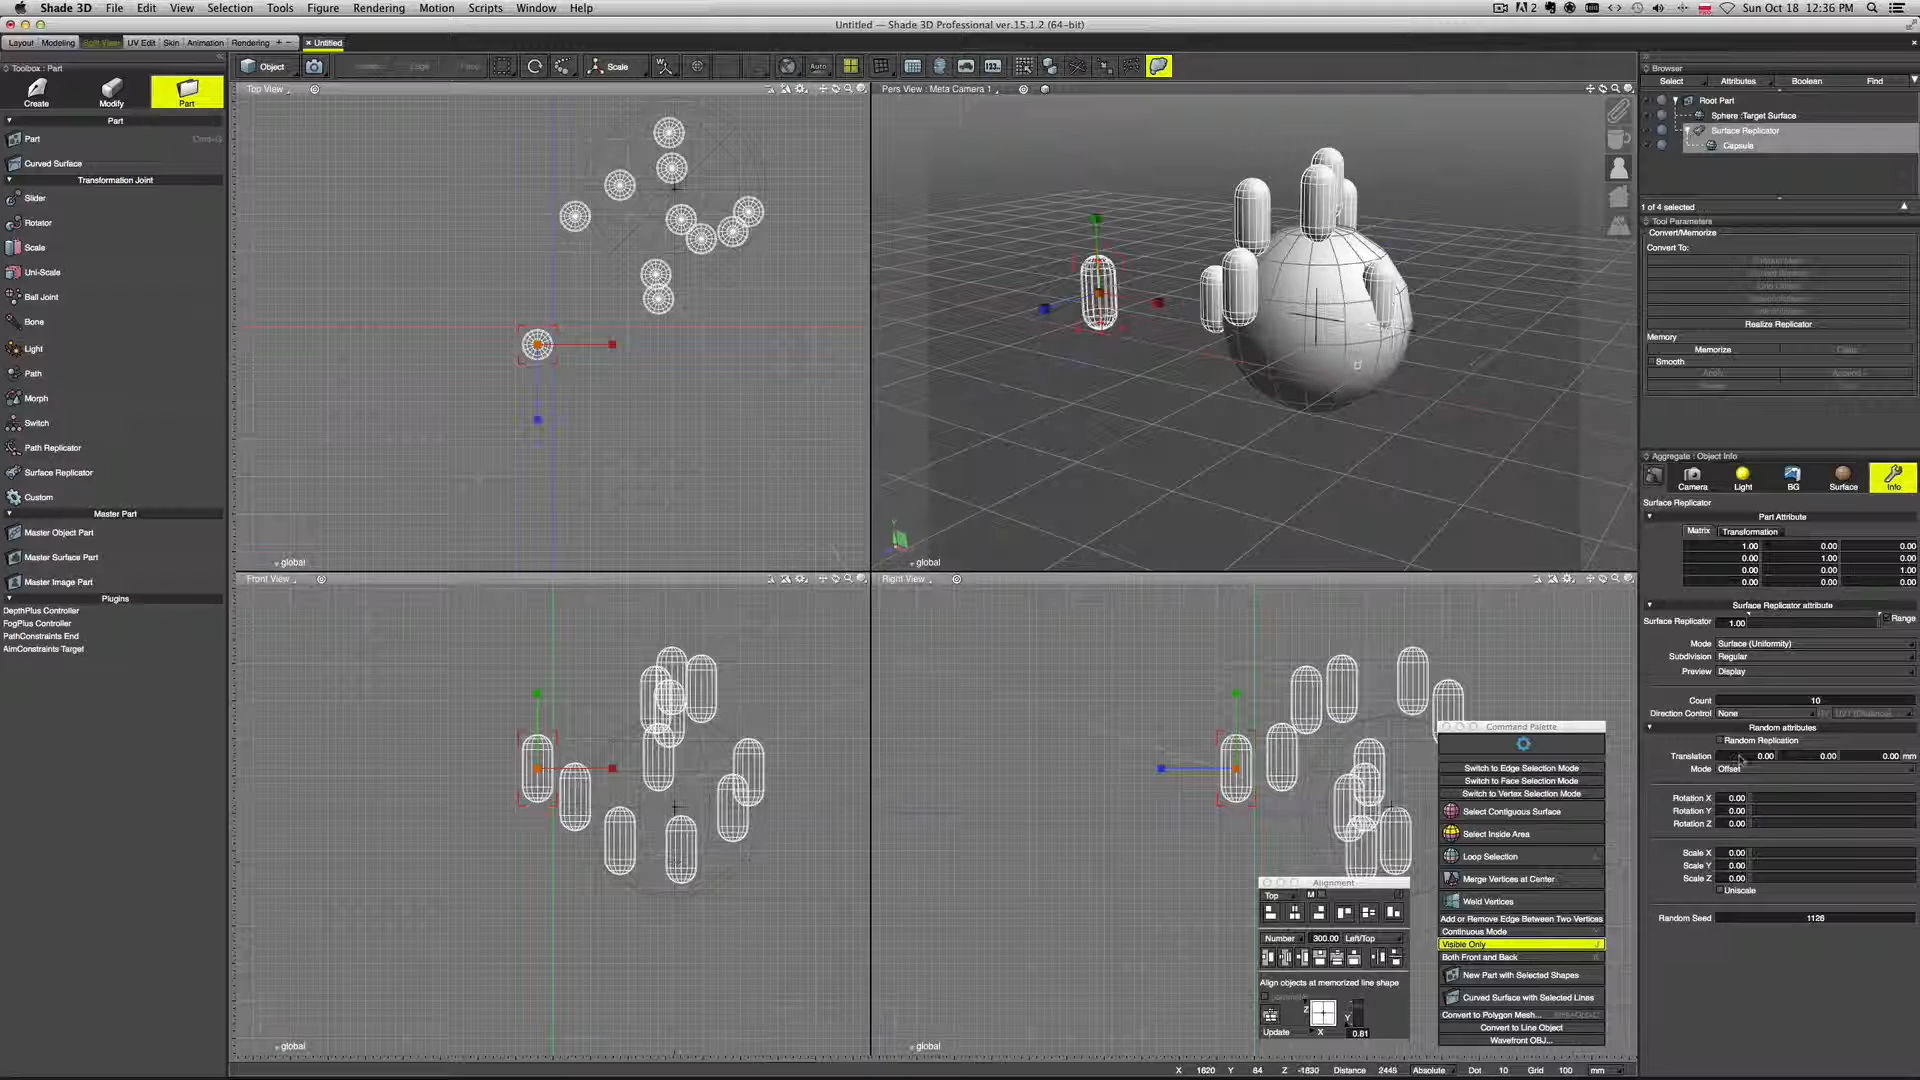 Shade 3D File Edit View Selection Tools Figure Rendering Motion Scripts Window Help
2 Sun Oct 18 12:36 PM
Untitled — Shade 3D Professional ver.15.1.2 (64-bit)
Layout Modeling Split View UV Edit Skin Animation Rendering + − × Untitled
Toolbox : Part
Create Modify Part
Part
Part
Curved Surface
Transformation Joint
Slider
Rotator
Scale
Uni-Scale
Ball Joint
Bone
Light
Path
Morph
Switch
Path Replicator
Surface Replicator
Custom
Master Part
Master Object Part
Master Surface Part
Master Image Part
Plugins
DepthPlus Controller
FogPlus Controller
PathConstraints End
AimConstraints Target
Object Scale Auto 123
Top View
global
Pers View : Meta Camera 1
global
Front View
global
Right View
global
Command Palette
Switch to Edge Selection Mode
Switch to Face Selection Mode
Switch to Vertex Selection Mode
Select Contiguous Surface
Select Inside Area
Loop Selection
Merge Vertices at Center
Weld Vertices
Add or Remove Edge Between Two Vertices
Continuous Mode
Visible Only
Both Front and Back
New Part with Selected Shapes
Curved Surface with Selected Lines
Convert to Polygon Mesh...
Convert to Line Object
Wavefront OBJ...
Alignment
Top M
Number 300.00 Left/Top
Align objects at memorized line shape
Z Y
Update X 0.81
X 1620 Y 84 Z -1830 Distance 2445 Absolute Dot 10 Grid 100 mm
Browser
Select Attributes Boolean Find
Root Part
Sphere :Target Surface
Surface Replicator
Capsule
1 of 4 selected
Tool Parameters
Convert/Memorize
Convert To:
Realize Replicator
Memory
Memorize
Smooth
Aggregate : Object Info
Camera Light BG Surface Info
Surface Replicator
Part Attribute
Matrix Transformation
1.00 0.00 0.00
0.00 1.00 0.00
0.00 0.00 1.00
0.00 0.00 0.00
Surface Replicator attribute
Surface Replicator 1.00 Range
Mode Surface (Uniformity)
Subdivision Regular
Preview Display
Count 10
Direction Control None
Random attributes
Random Replication
Translation 0.00 0.00 0.00 mm
Mode Offset
Rotation X 0.00
Rotation Y 0.00
Rotation Z 0.00
Scale X 0.00
Scale Y 0.00
Scale Z 0.00
Uniscale
Random Seed 1126